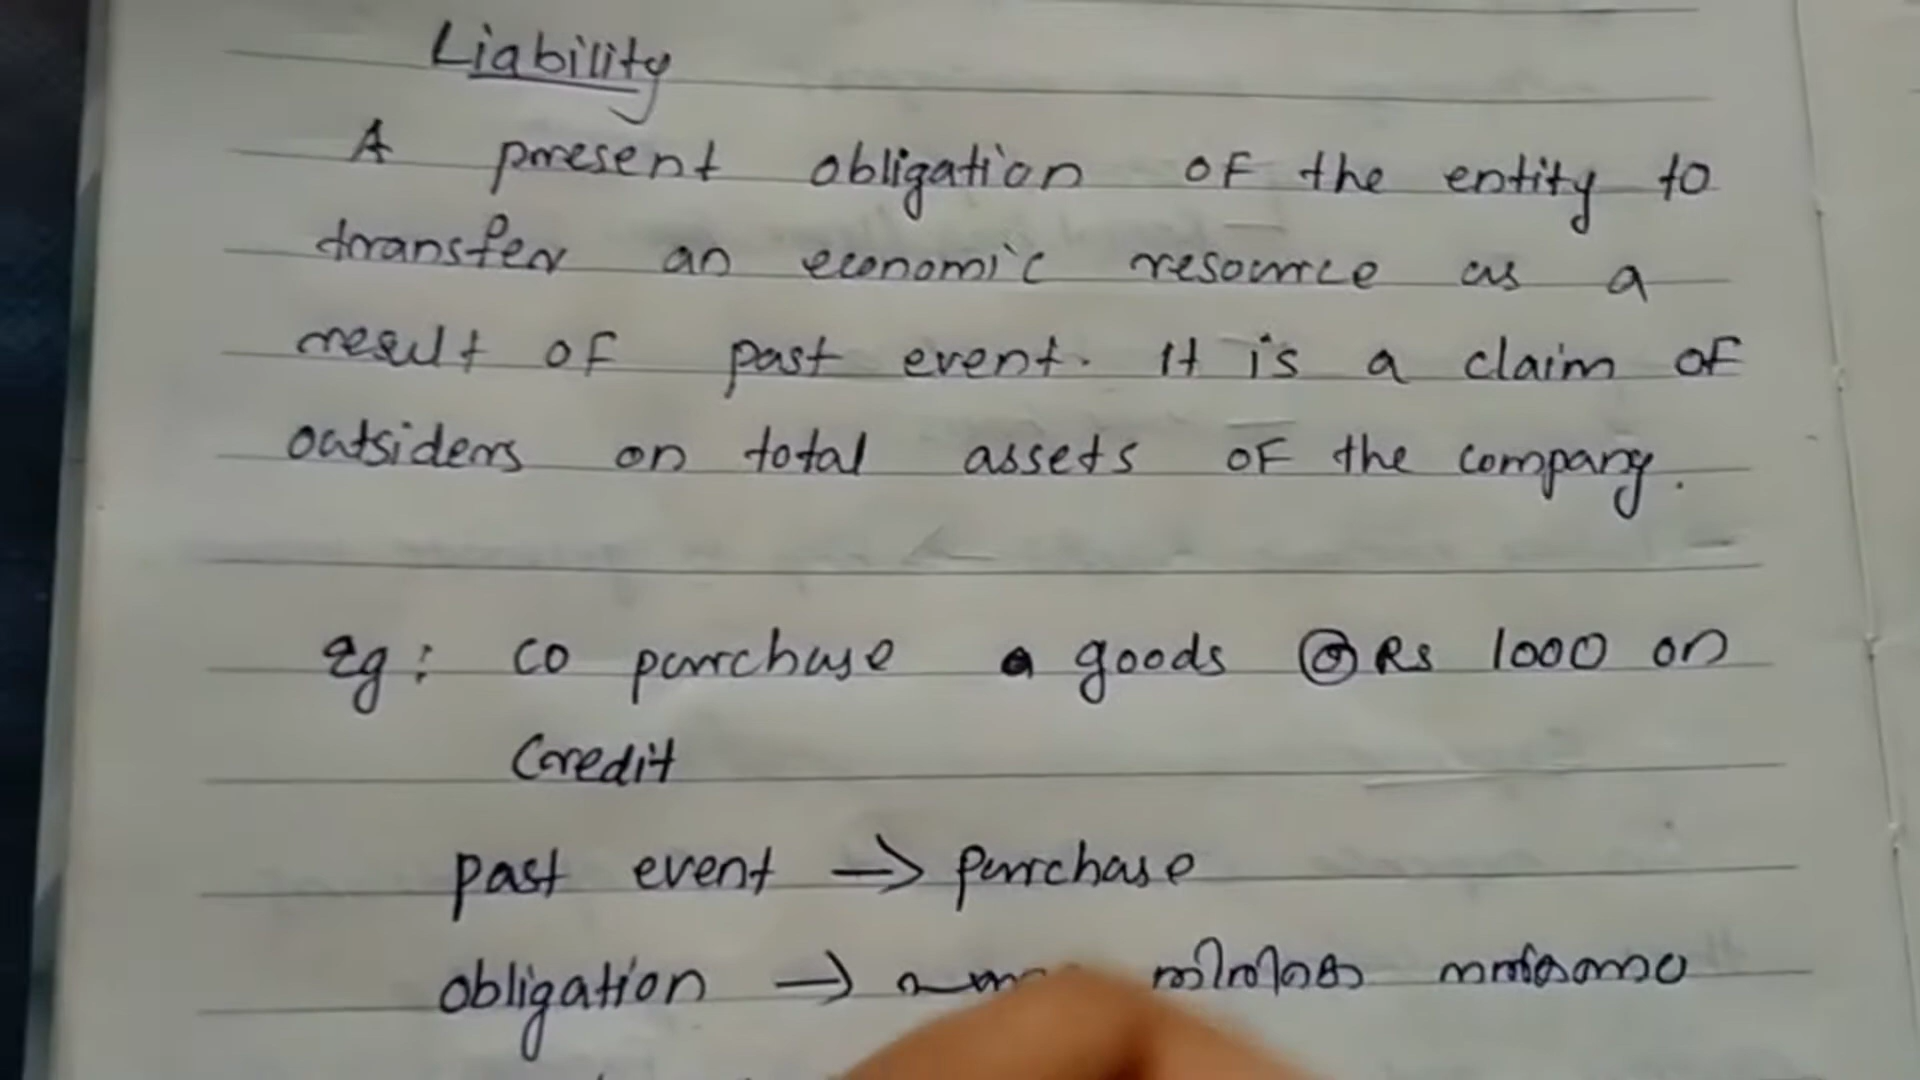 Liability
A present obligation of the entity to
transfer an economic resource as a
result of past event. It is a claim of
outsiders on total assets of the company.
eg: co purchase a goods @ Rs 1000 on
Credit
past event → purchase
obligation → തിരികെ നൽകണം